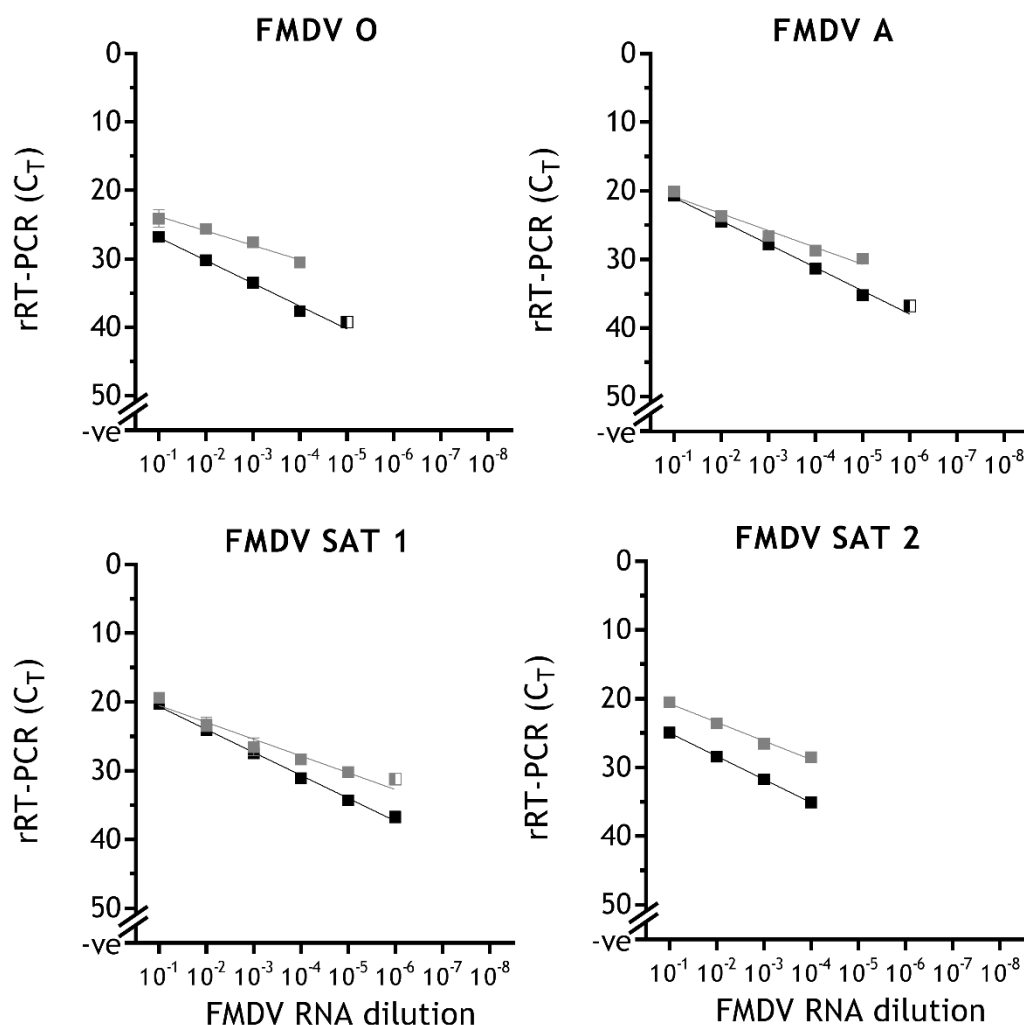 FMDV O
0
10
20
30
40
50
-ve
rRT-PCR (C_T)
10⁻¹ 10⁻² 10⁻³ 10⁻⁴ 10⁻⁵ 10⁻⁶ 10⁻⁷ 10⁻⁸
FMDV A
0
10
20
30
40
50
-ve
rRT-PCR (C_T)
10⁻¹ 10⁻² 10⁻³ 10⁻⁴ 10⁻⁵ 10⁻⁶ 10⁻⁷ 10⁻⁸
FMDV SAT 1
0
10
20
30
40
50
-ve
rRT-PCR (C_T)
10⁻¹ 10⁻² 10⁻³ 10⁻⁴ 10⁻⁵ 10⁻⁶ 10⁻⁷ 10⁻⁸
FMDV RNA dilution
FMDV SAT 2
0
10
20
30
40
50
-ve
rRT-PCR (C_T)
10⁻¹ 10⁻² 10⁻³ 10⁻⁴ 10⁻⁵ 10⁻⁶ 10⁻⁷ 10⁻⁸
FMDV RNA dilution